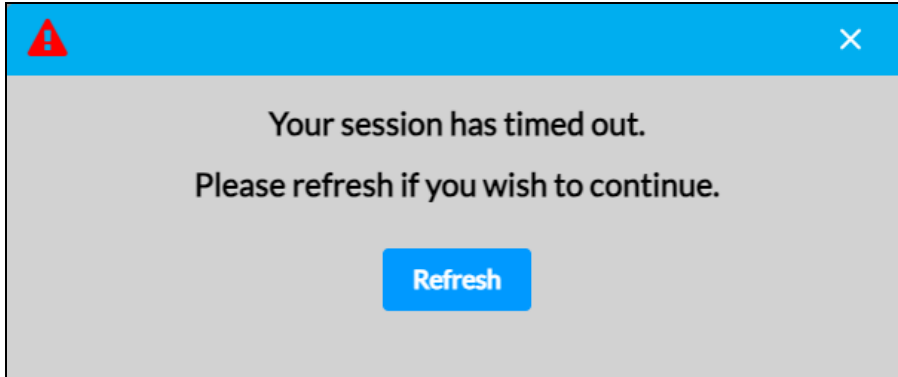 Your session has timed out.
Please refresh if you wish to continue.
Refresh